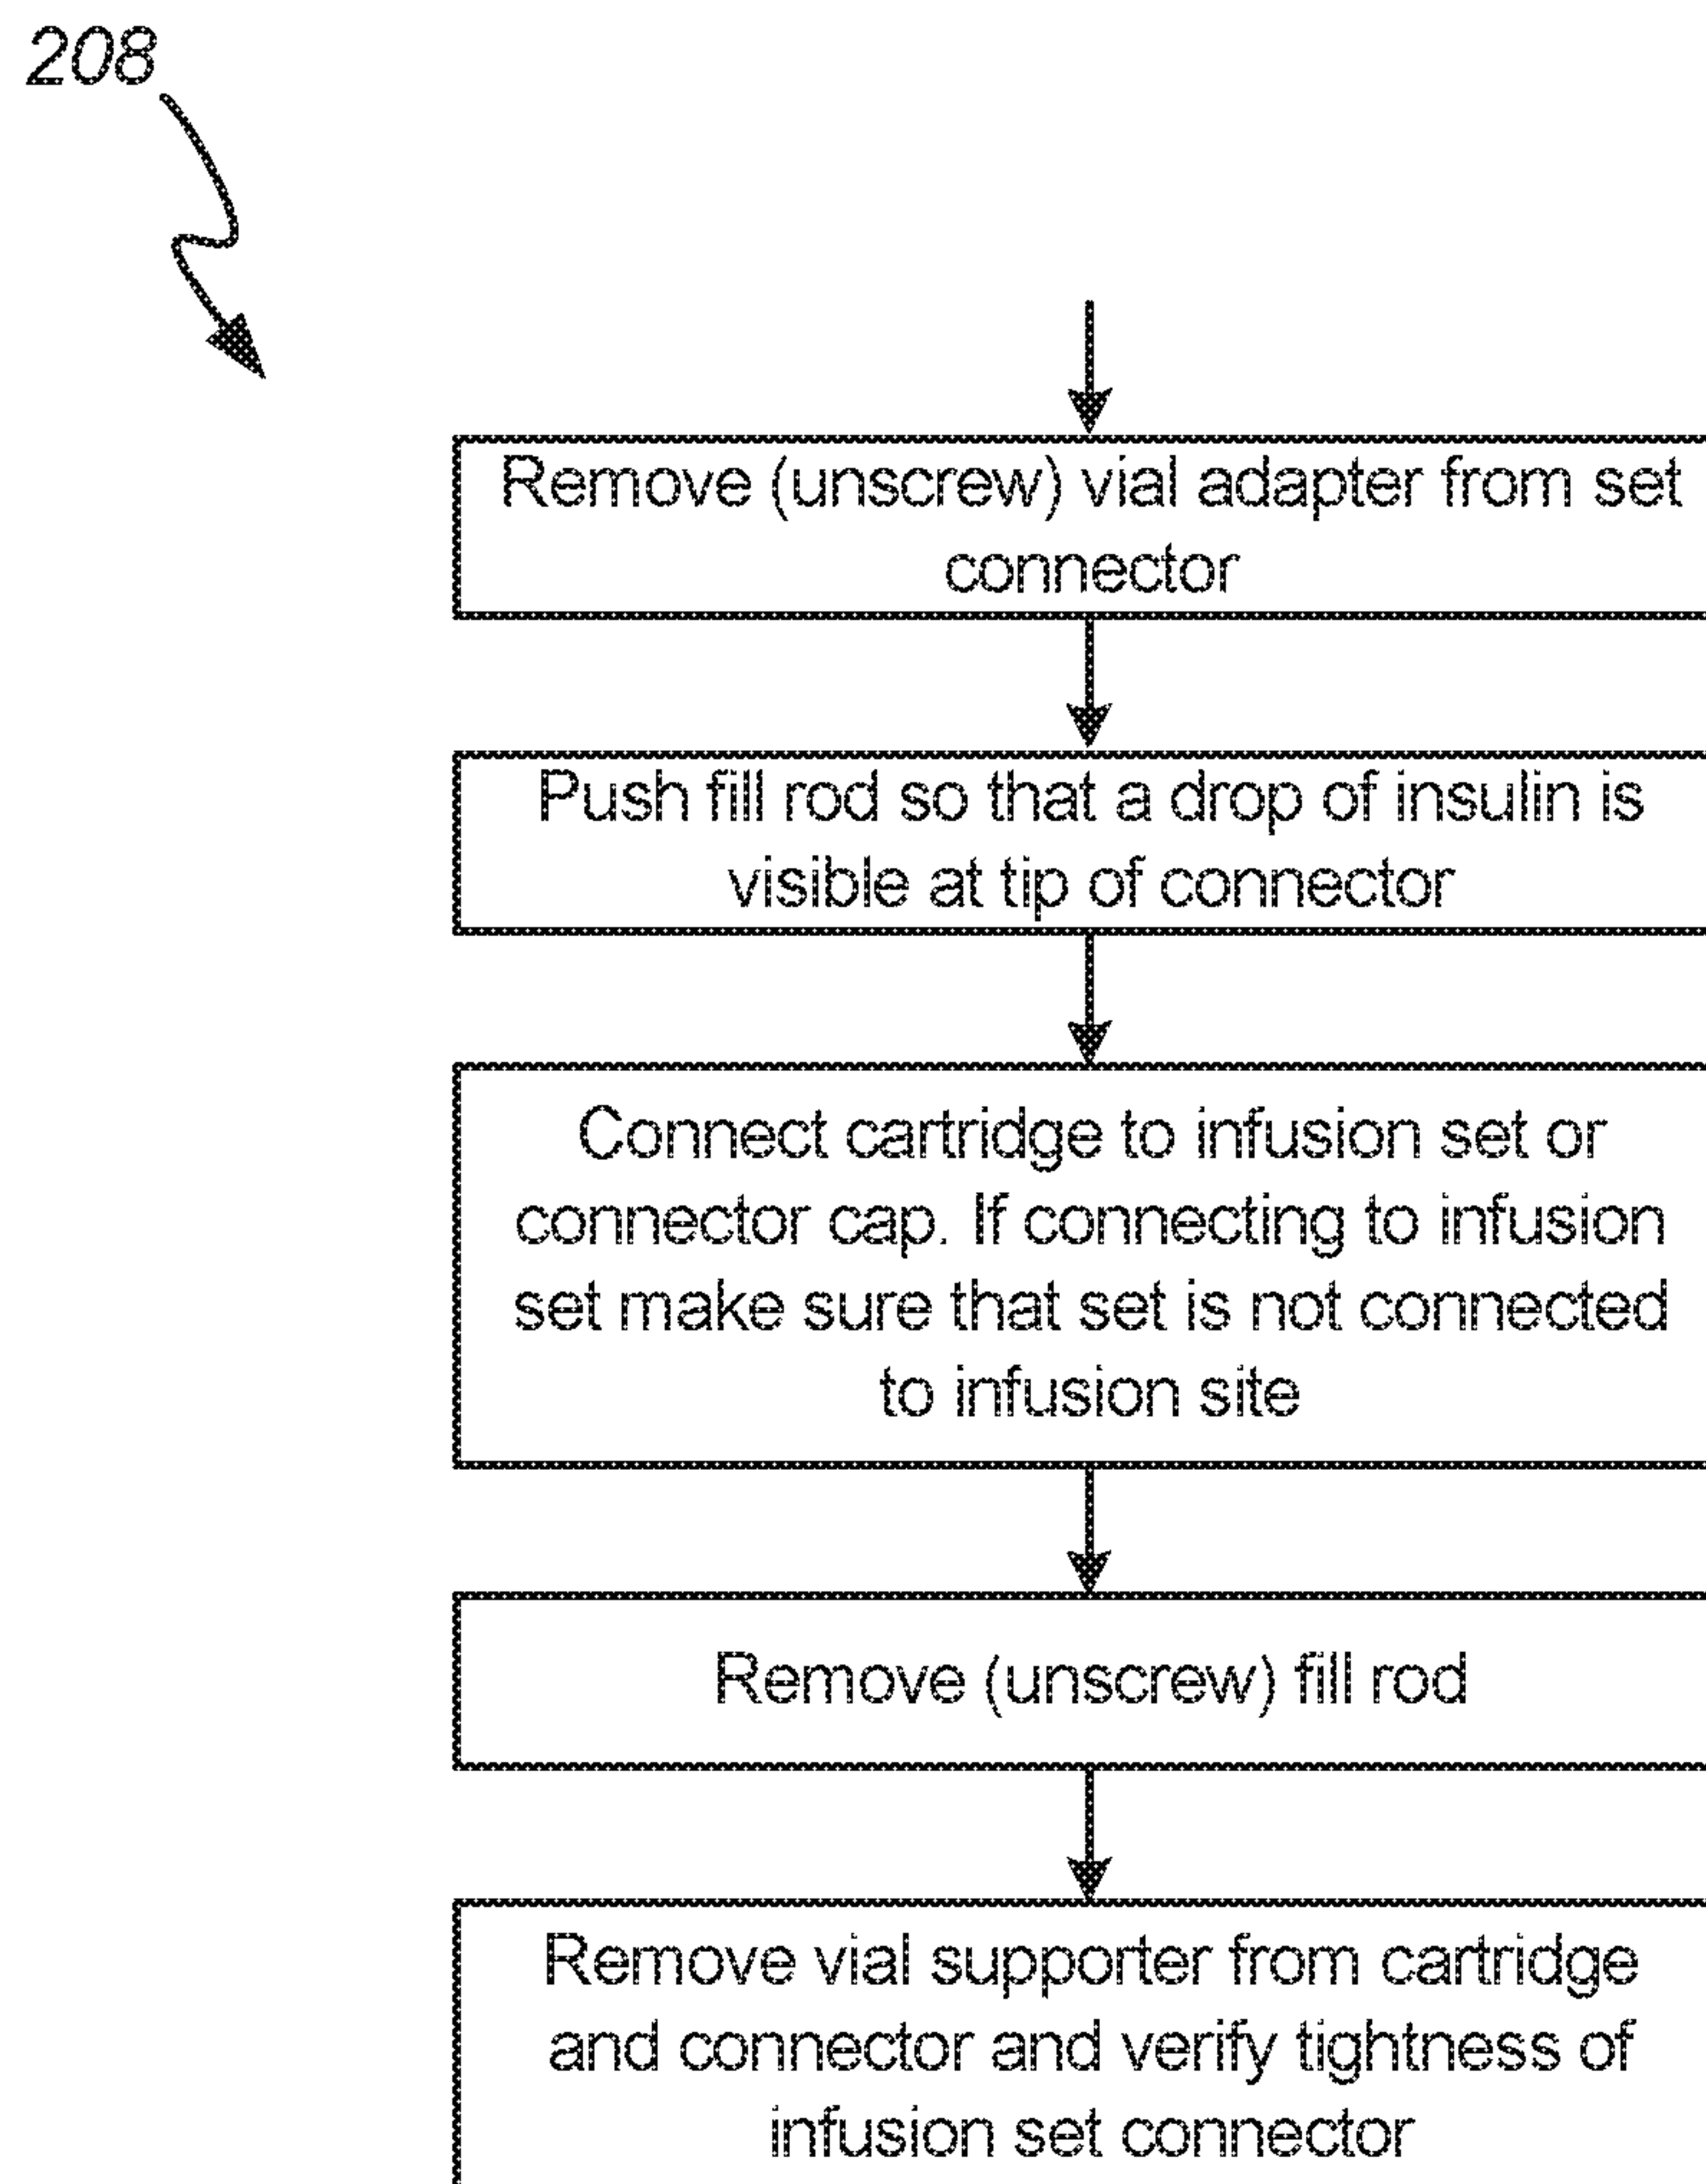 208
Remove (unscrew) vial adapter from set
connector
Push fill rod so that a drop of insulin is
visible at tip of connector
Connect cartridge to infusion set or
connector cap. If connecting to infusion
set make sure that set is not connected
to infusion site
Remove (unscrew) fill rod
Remove vial supporter from cartridge
and connector and verify tightness of
infusion set connector